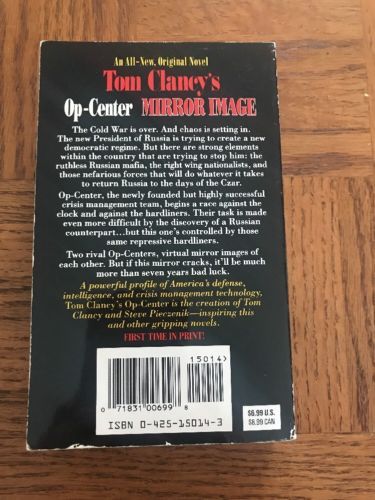 An All-New, Original Novel
Tom Clancy's
Op-Center MIRROR IMAGE
The Cold War is over. And chaos is setting in.
The new President of Russia is trying to create a new
democratic regime. But there are strong elements
within the country that are trying to stop him: the
ruthless Russian mafia, the right wing nationalists, and
those nefarious forces that will do whatever it takes
to return Russia to the days of the Czar.
Op-Center, the newly founded but highly successful
crisis management team, begins a race against the
clock and against the hardliners. Their task is made
even more difficult by the discovery of a Russian
counterpart...but this one's controlled by those
same repressive hardliners.
Two rival Op-Centers, virtual mirror images of
each other. But if this mirror cracks, it'll be much
more than seven years bad luck.
A powerful profile of America's defense,
intelligence, and crisis management technology,
Tom Clancy's Op-Center is the creation of Tom
Clancy and Steve Pieczenik—inspiring this
and other gripping novels.
FIRST TIME IN PRINT!
15014
0 71831 00699 8
ISBN 0-425-15014-3
$6.99 U.S.
$8.99 CAN